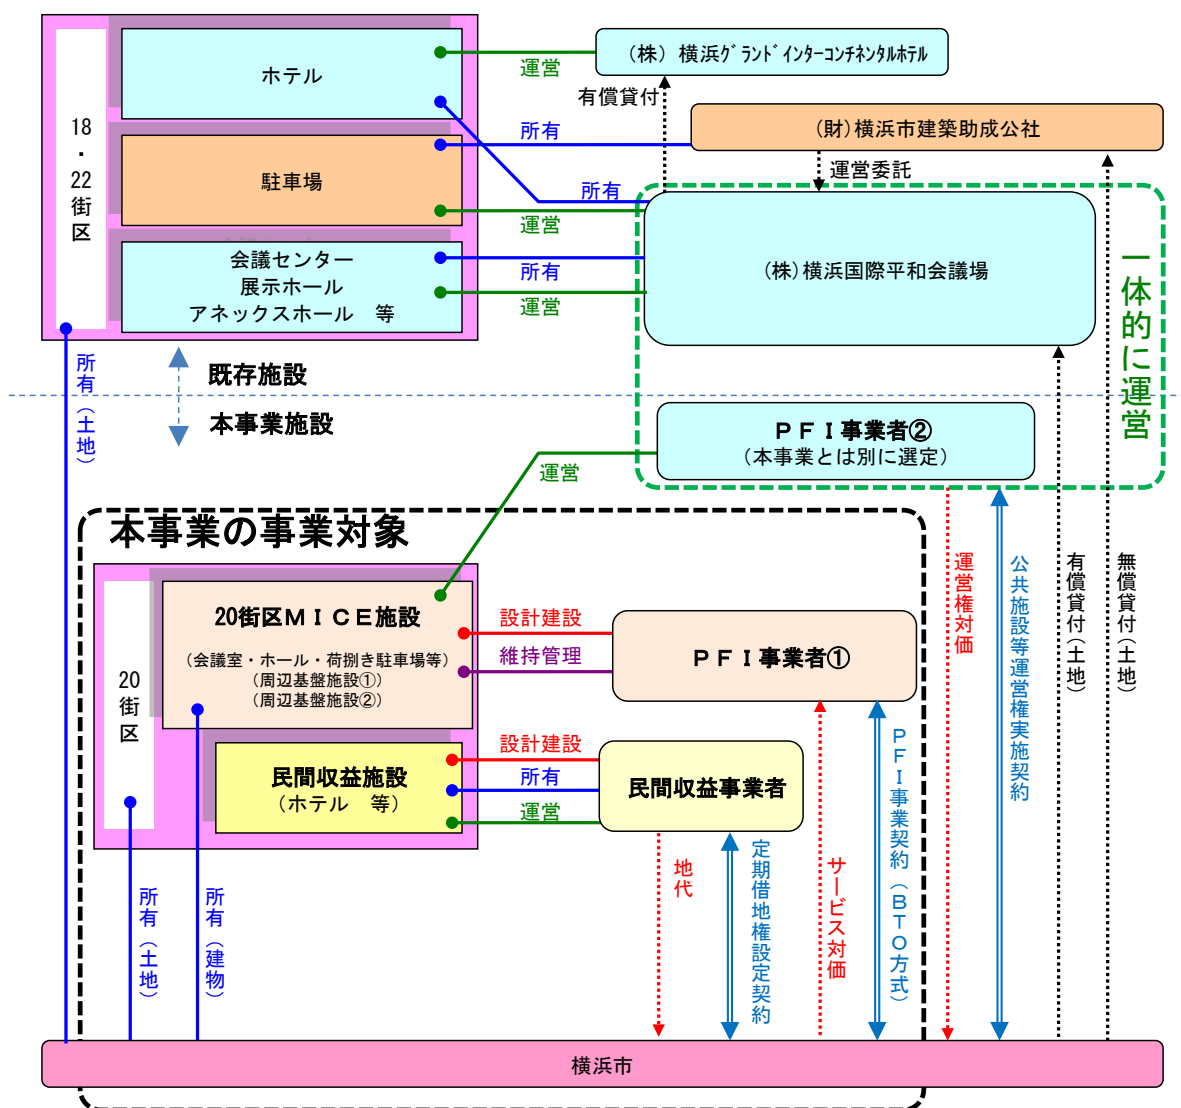 18
・
22
街
区
ホテル
駐車場
会議センター
展示ホール
アネックスホール　等
運営
所有
所有
運営
所有
運営
(株) 横浜ｸﾞﾗﾝﾄﾞｲﾝﾀｰｺﾝﾁﾈﾝﾀﾙﾎﾃﾙ
有償貸付
(財)横浜市建築助成公社
運営委託
(株)横浜国際平和会議場
一体的に運営
所有(土地)
既存施設
本事業施設
ＰＦＩ事業者②
(本事業とは別に選定)
運営
本事業の事業対象
20
街
区
20街区ＭＩＣＥ施設
(会議室・ホール・荷捌き駐車場等)
(周辺基盤施設①)
(周辺基盤施設②)
設計建設
維持管理
ＰＦＩ事業者①
民間収益施設
(ホテル　等)
設計建設
所有
運営
民間収益事業者
運営権対価
公共施設等運営権実施契約
有償貸付(土地)
無償貸付(土地)
所有(土地)
所有(建物)
地代
定期借地権設定契約
サービス対価
ＰＦＩ事業契約(ＢＴＯ方式)
横浜市